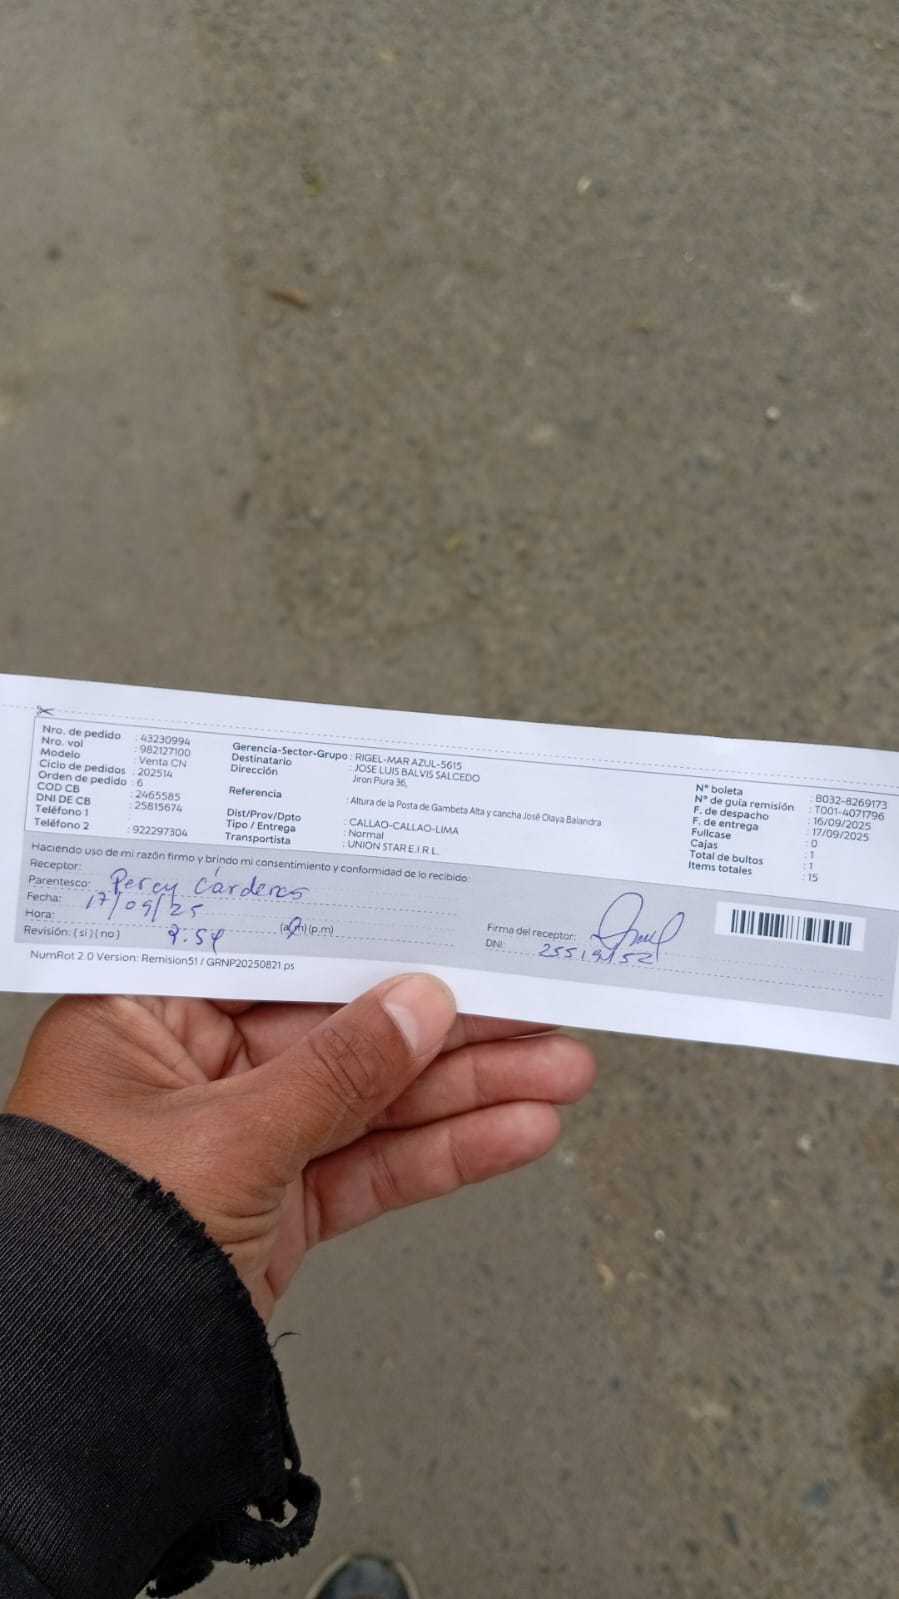 Nro. de pedido : 43230994
Nro. vol : 982127100
Modelo : Venta CN
Ciclo de pedidos : 202514
Orden de pedido : 6
COD CB : 2465585
DNI DE CB : 25815674
Teléfono 1 :
Teléfono 2 : 922297304
Gerencia-Sector-Grupo : RIGEL-MAR AZUL-5615
Destinatario : JOSE LUIS BALVIS SALCEDO
Dirección Jiron Piura 36,
Referencia : Altura de la Posta de Gambeta Alta y cancha José Olaya Balandra
Dist/Prov/Dpto : CALLAO-CALLAO-LIMA
Tipo / Entrega : Normal
Transportista : UNION STAR E.I.R.L.
N° boleta : B032-8269173
N° de guía remisión : T001-4071796
F. de despacho : 16/09/2025
F. de entrega : 17/09/2025
Fullcase : 0
Cajas : 1
Total de bultos : 1
Items totales : 15
Haciendo uso de mi razón firmo y brindo mi consentimiento y conformidad de lo recibido:
Receptor: Percy Cárdenas
Parentesco:
Fecha: 17/09/25
Hora: (a.m) (p.m)
Revisión: ( si ) ( no )
Firma del receptor:
DNI:
NumRot 2.0 Version: Remision51 / GRNP20250821 ps